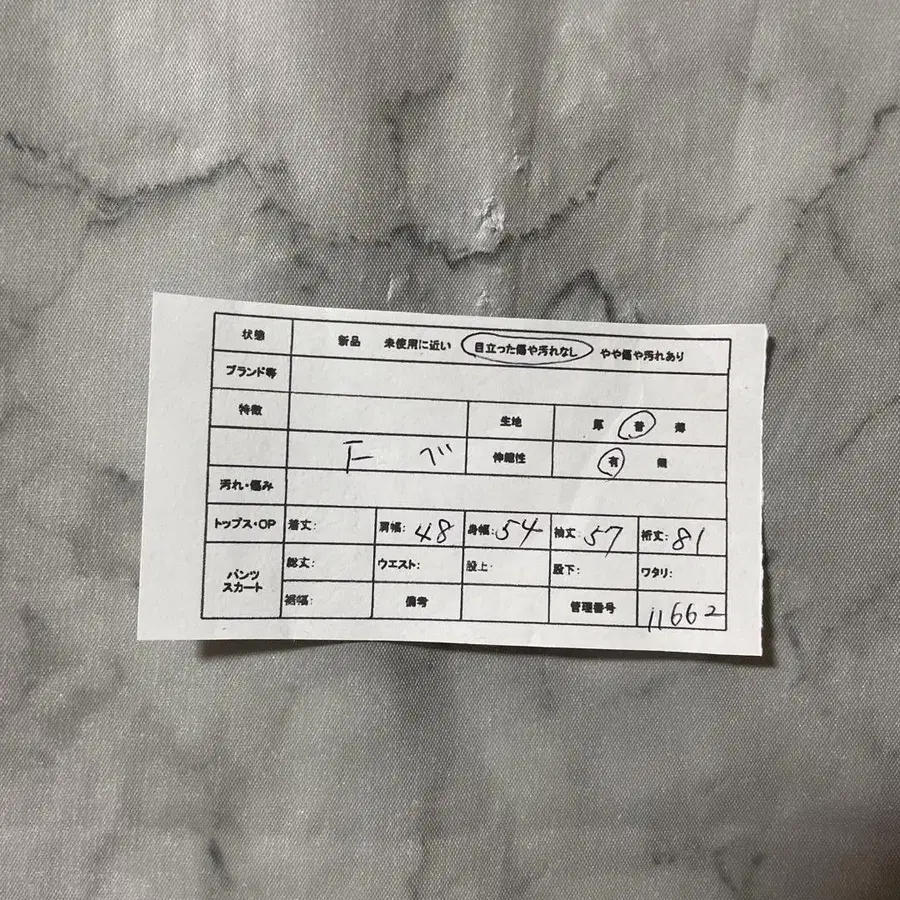 状態 新品 未使用に近い 目立った傷や汚れなし やや傷や汚れあり
ブランド等
特徴 生地 厚 普 薄
下 べ 伸縮性 有 無
汚れ・傷み
トップス・OP 着丈: 肩幅:48 身幅:54 袖丈:57 裄丈:81
パンツ スカート 総丈: ウエスト: 股上: 股下: ワタリ:
裾幅: 備考 管理番号 i1662